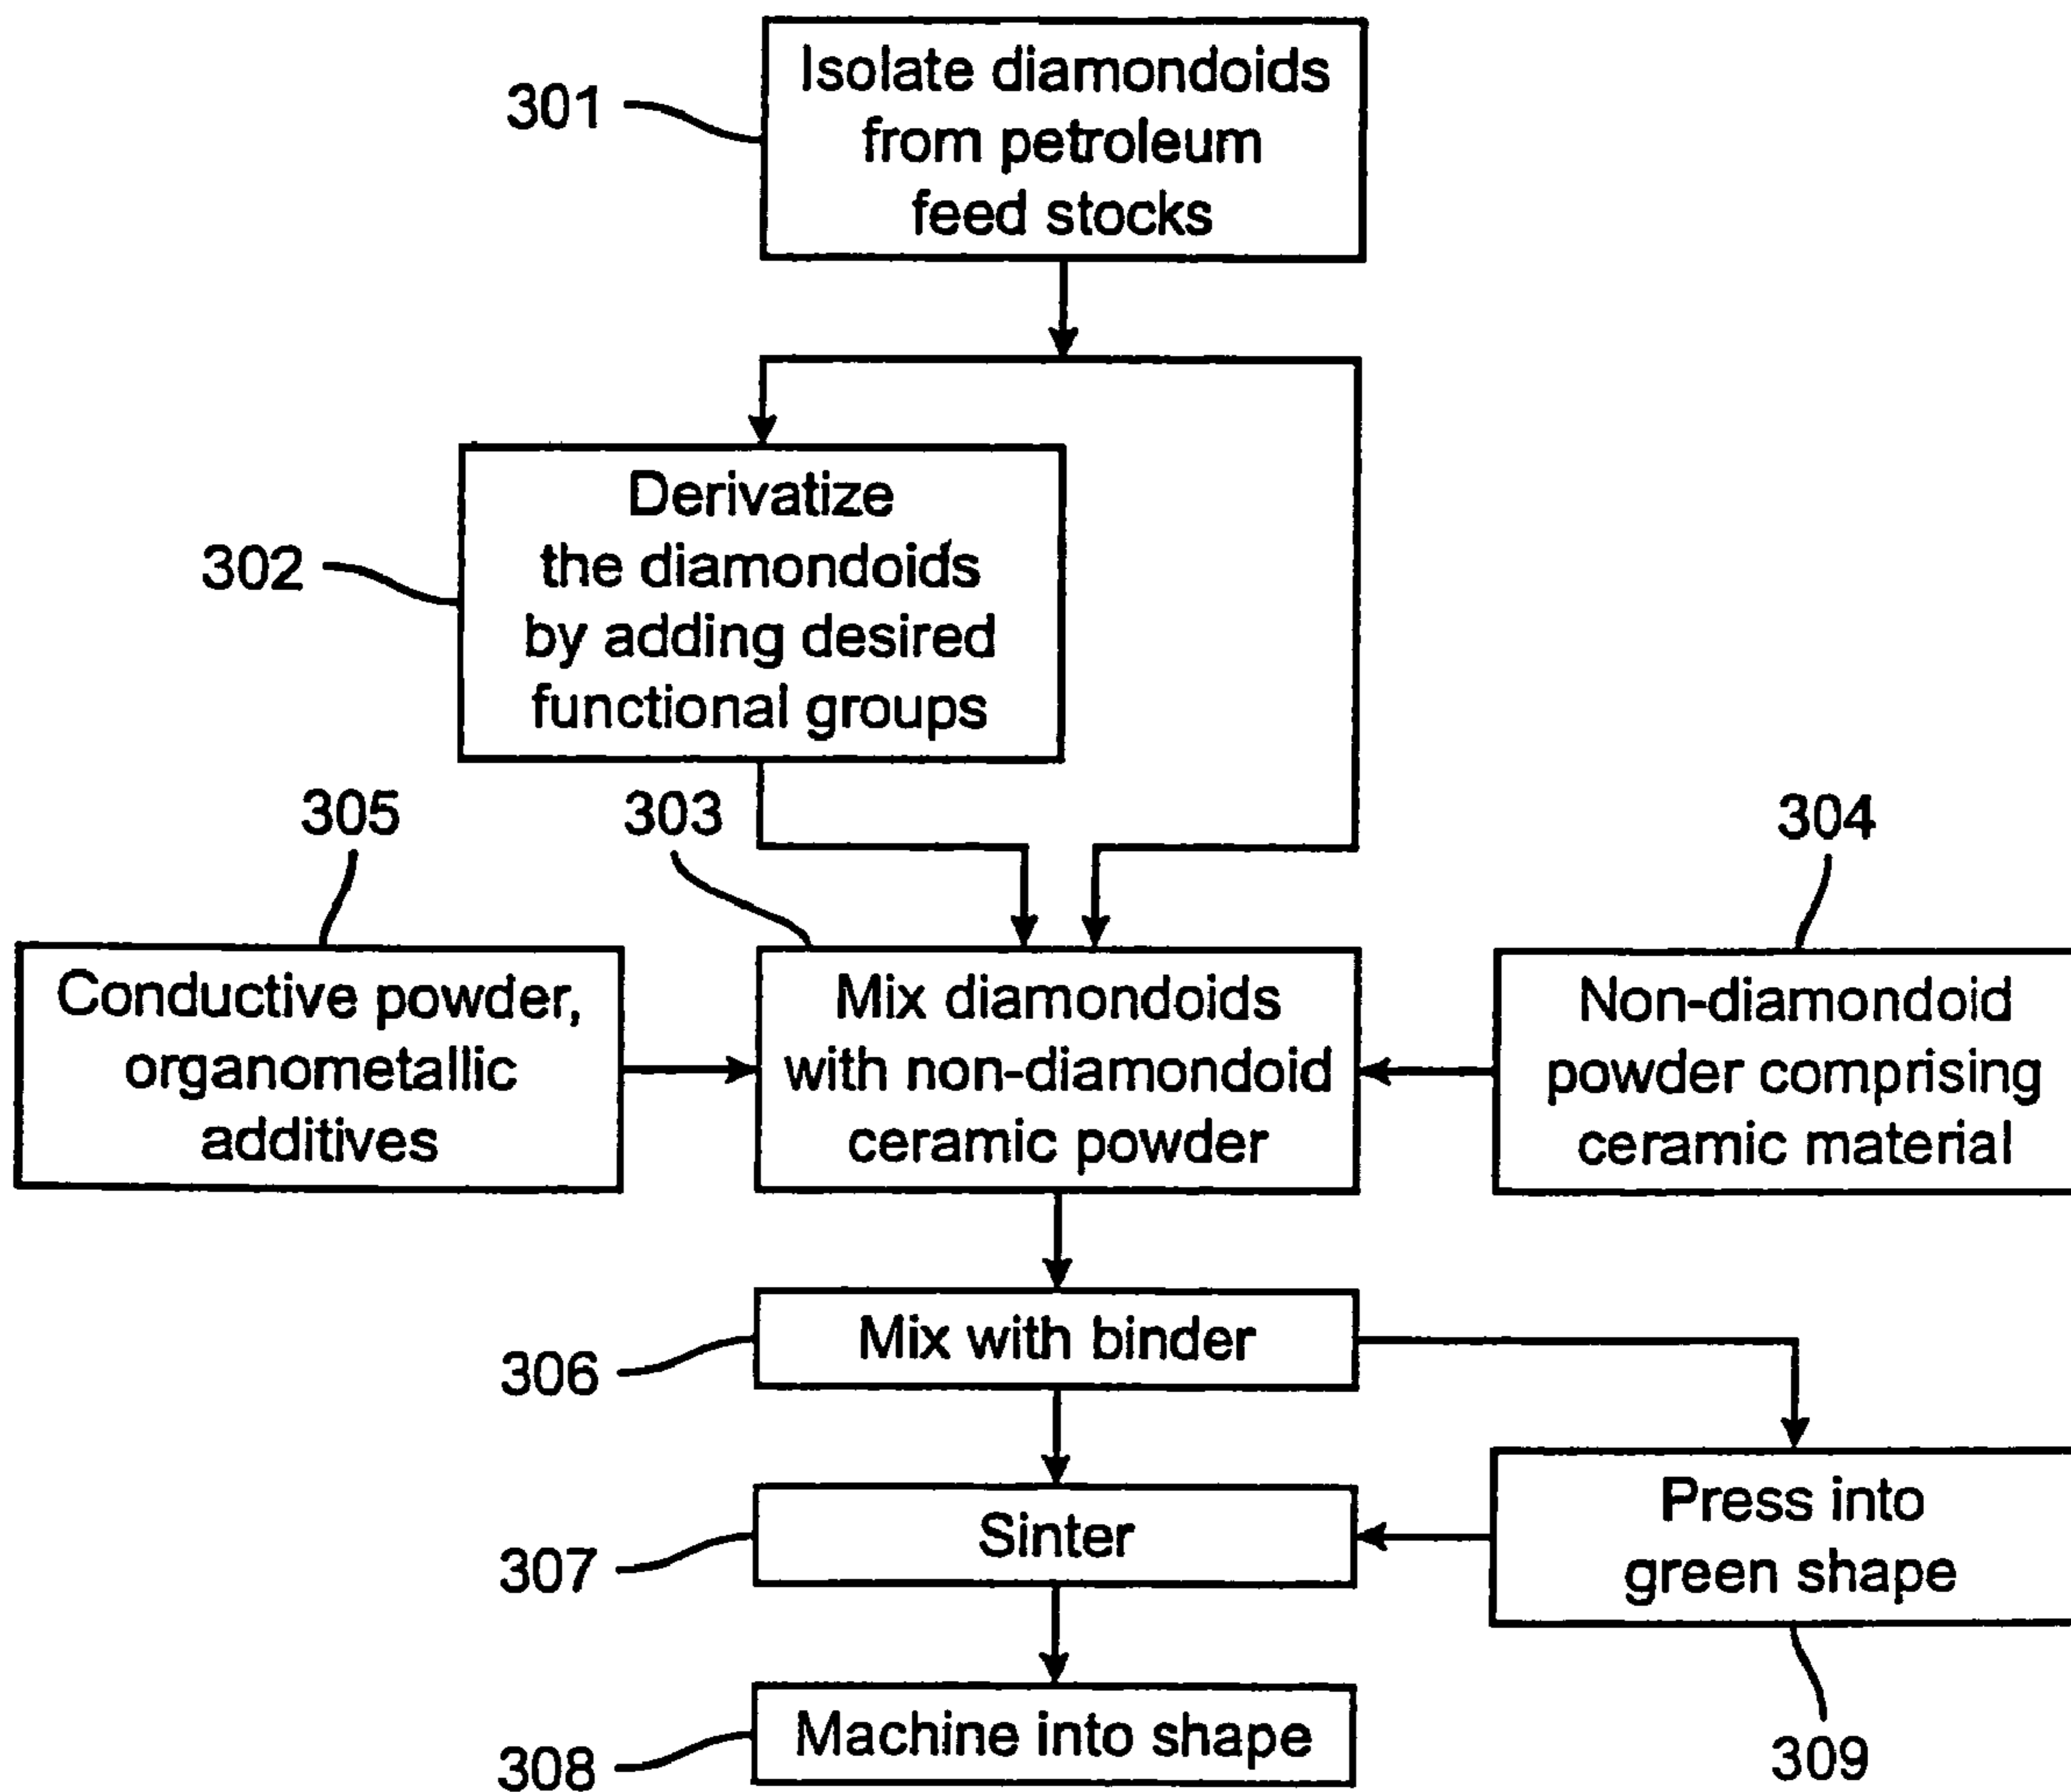 301
Isolate diamondoids
from petroleum
feed stocks
302
Derivatize
the diamondoids
by adding desired
functional groups
305
303
304
Conductive powder,
organometallic
additives
Mix diamondoids
with non-diamondoid
ceramic powder
Non-diamondoid
powder comprising
ceramic material
306
Mix with binder
307
Sinter
Press into
green shape
309
308
Machine into shape